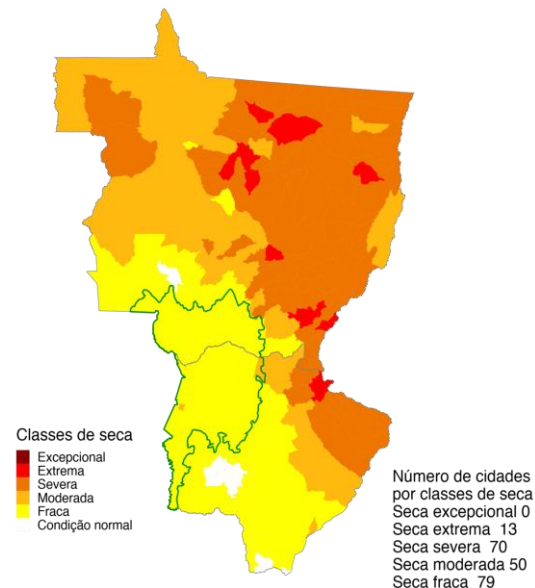 Classes de seca
Excepcional
Extrema
Severa
Moderada
Fraca
Condição normal
Número de cidades
por classes de seca
Seca excepcional 0
Seca extrema 13
Seca severa 70
Seca moderada 50
Seca fraca 79